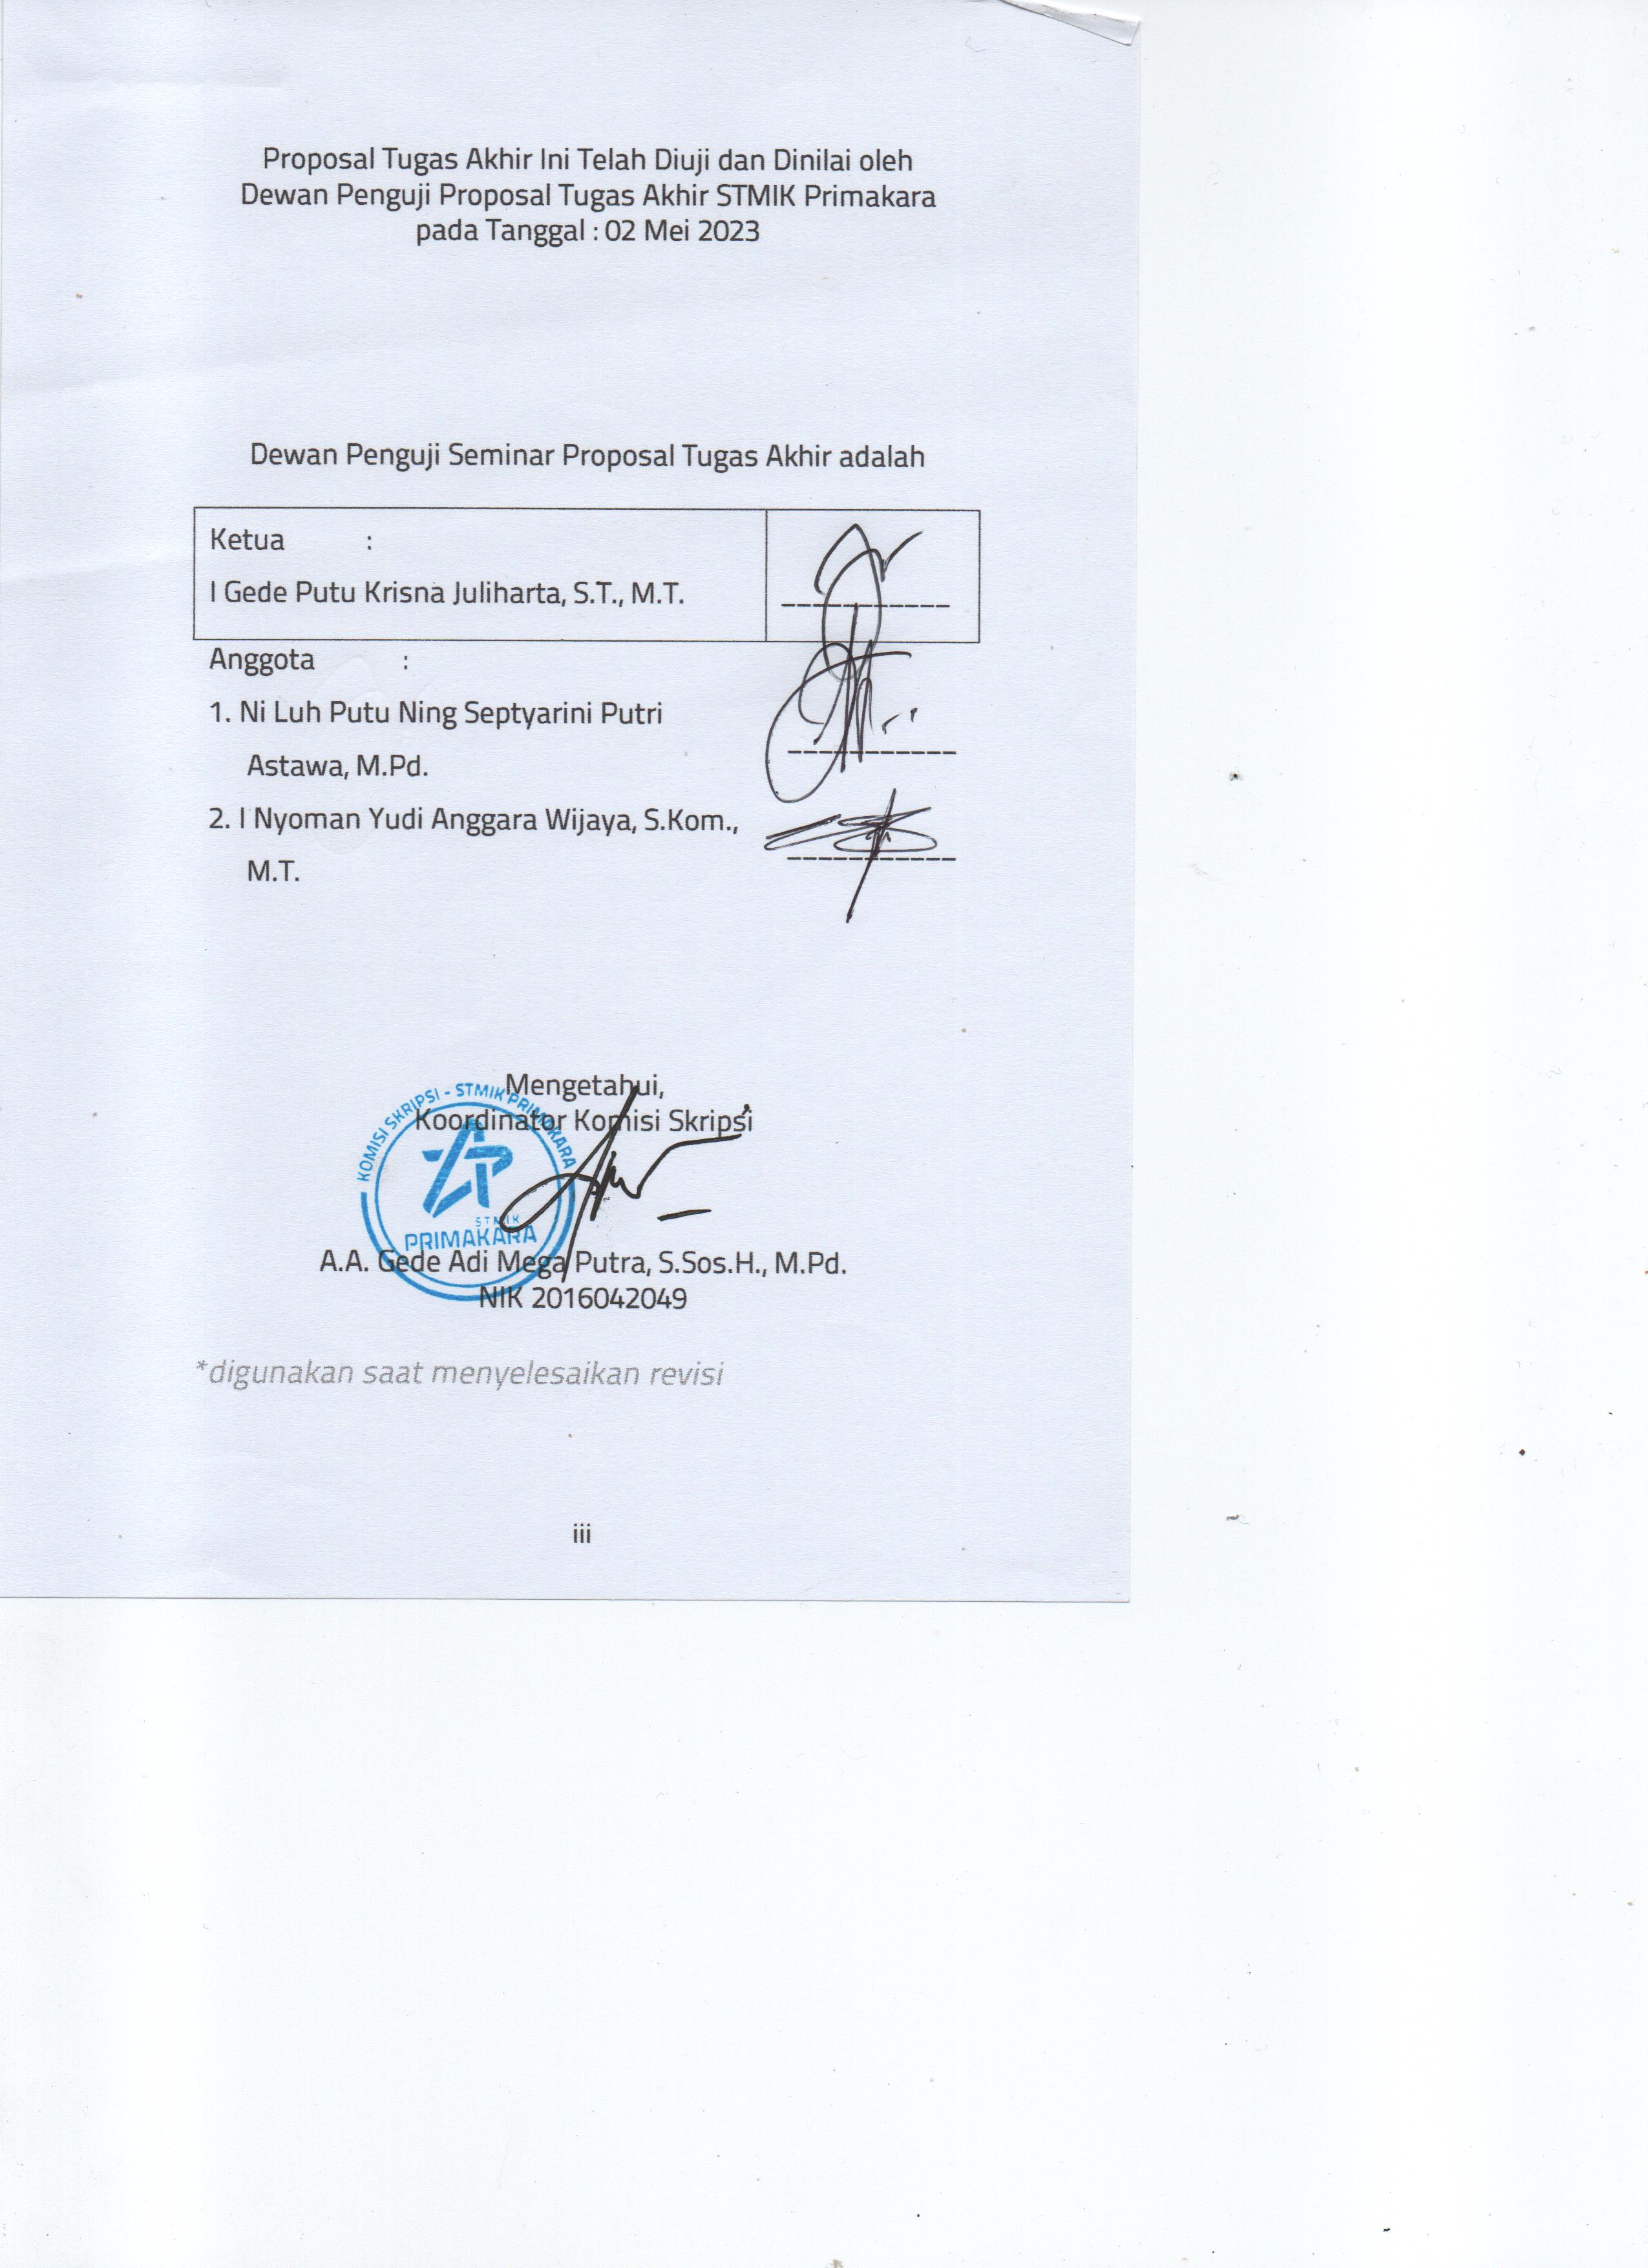 Proposal Tugas Akhir Ini Telah Diuji dan Dinilai oleh
Dewan Penguji Proposal Tugas Akhir STMIK Primakara
pada Tanggal : 02 Mei 2023
Dewan Penguji Seminar Proposal Tugas Akhir adalah
Ketua :
I Gede Putu Krisna Juliharta, S.T., M.T.
Anggota :
1. Ni Luh Putu Ning Septyarini Putri
Astawa, M.Pd.
2. I Nyoman Yudi Anggara Wijaya, S.Kom.,
M.T.
Mengetahui,
Koordinator Komisi Skripsi
KOMISI SKRIPSI - STMIK PRIMAKARA
STMIK
PRIMAKARA
A.A. Gede Adi Mega Putra, S.Sos.H., M.Pd.
NIK 2016042049
*digunakan saat menyelesaikan revisi
iii